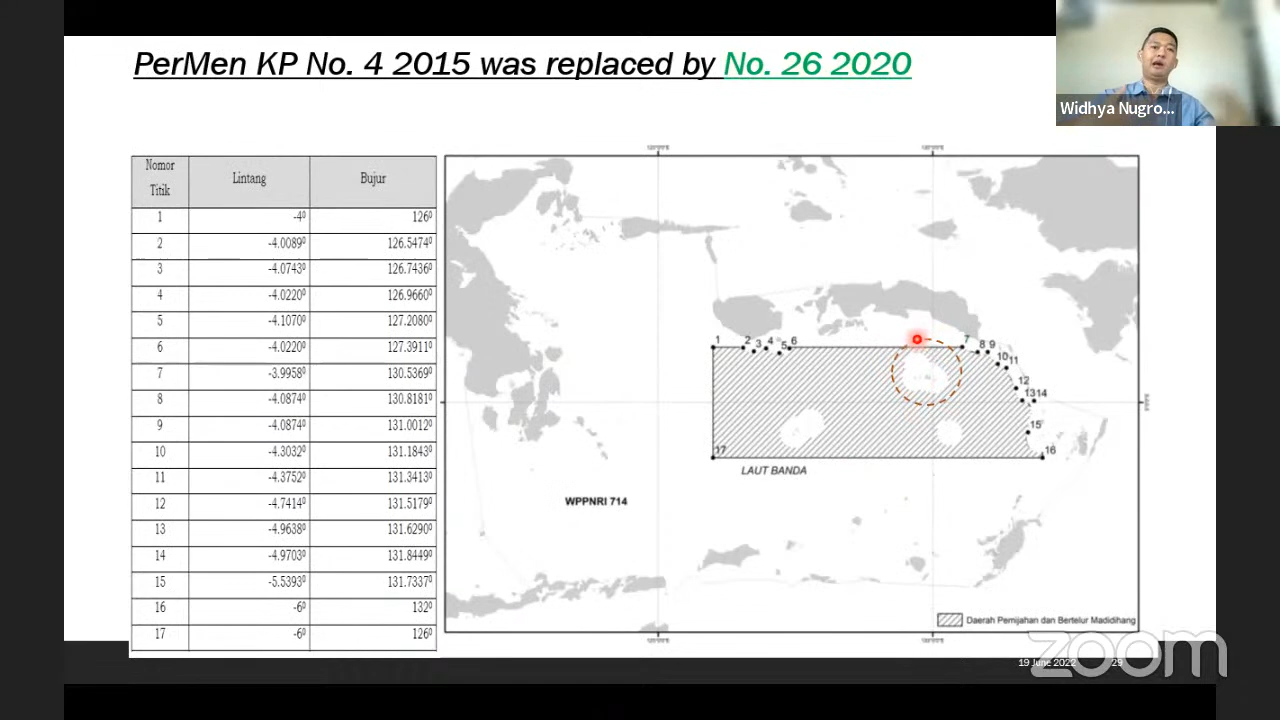 PerMen KP No. 4 2015 was replaced by No. 26 2020
Widhya Nugro...
Nomor Titik Lintang Bujur
1 -4⁰ 126⁰
2 -4.0089⁰ 126.5474⁰
3 -4.0743⁰ 126.7436⁰
4 -4.0220⁰ 126.9660⁰
5 -4.1070⁰ 127.2080⁰
6 -4.0220⁰ 127.3911⁰
7 -3.9958⁰ 130.5369⁰
8 -4.0874⁰ 130.8181⁰
9 -4.0874⁰ 131.0012⁰
10 -4.3032⁰ 131.1843⁰
11 -4.3752⁰ 131.3413⁰
12 -4.7414⁰ 131.5179⁰
13 -4.9638⁰ 131.6290⁰
14 -4.9703⁰ 131.8449⁰
15 -5.5393⁰ 131.7337⁰
16 -6⁰ 132⁰
17 -6⁰ 126⁰
1 2 3 4 5 6 7 8 9
10 11
12
13 14
15
17 16
LAUT BANDA
WPPNRI 714
Daerah Pemijahan dan Bertelur Madidihang
19 June 2022 29
zoom